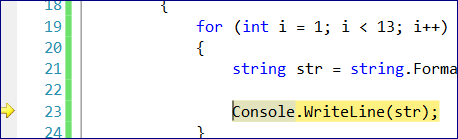 18 {
19 for (int i = 1; i < 13; i++)
20 {
21 string str = string.Forma
22
23 Console.WriteLine(str);
24 }